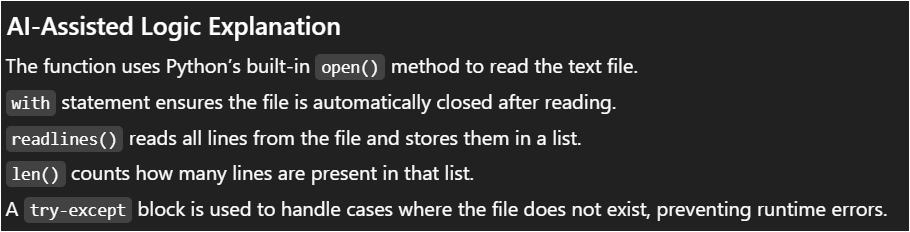 AI-Assisted Logic Explanation
The function uses Python’s built-in open() method to read the text file.
with statement ensures the file is automatically closed after reading.
readlines() reads all lines from the file and stores them in a list.
len() counts how many lines are present in that list.
A try-except block is used to handle cases where the file does not exist, preventing runtime errors.